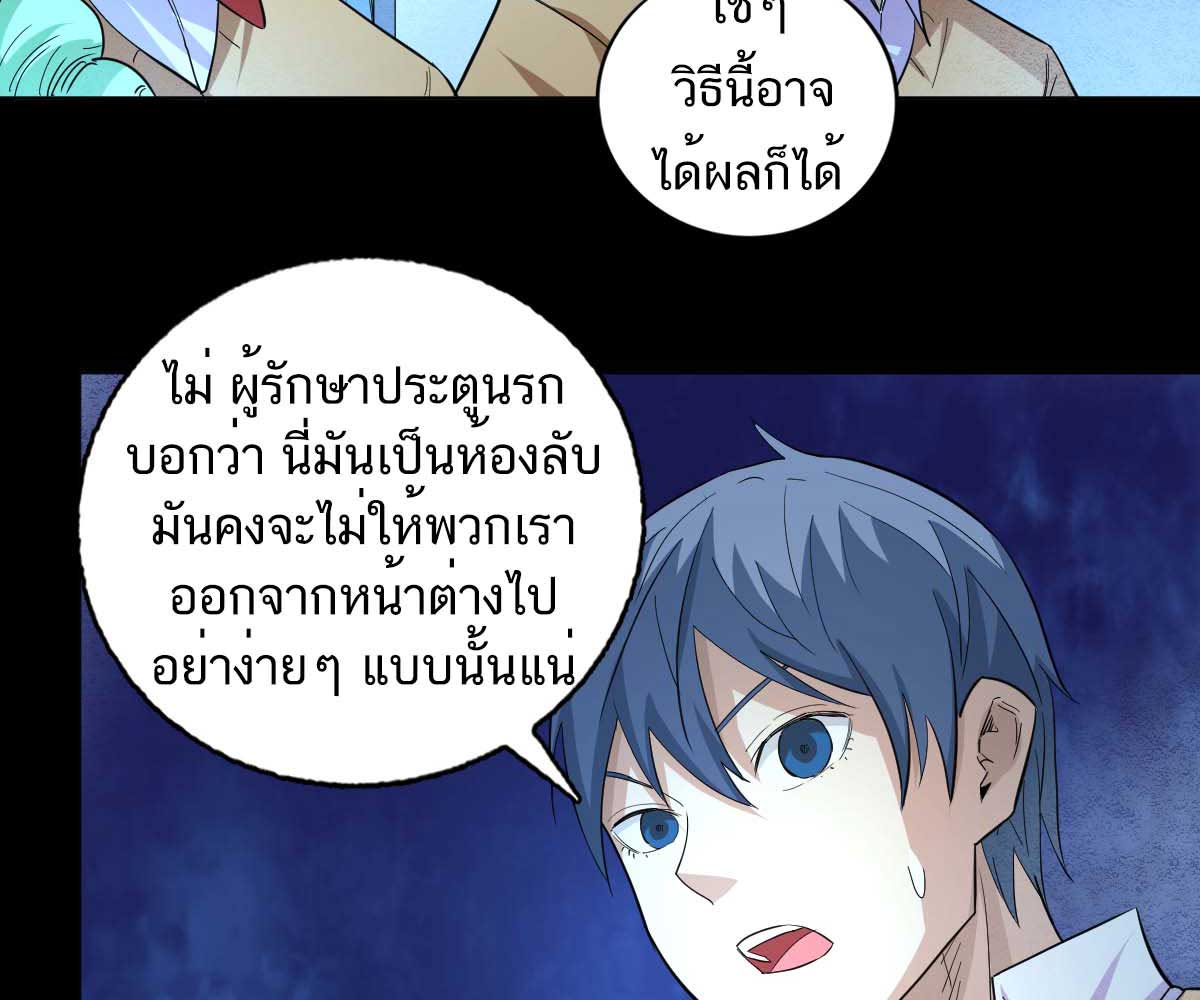 ใช่ๆ
วิธีนี้อาจ
ได้ผลก็ได้
ไม่ ผู้รักษาประตูนรก
บอกว่า นี่มันเป็นห้องลับ
มันคงจะไม่ให้พวกเรา
ออกจากหน้าต่างไป
อย่าง่ายๆ แบบนั้นแน่